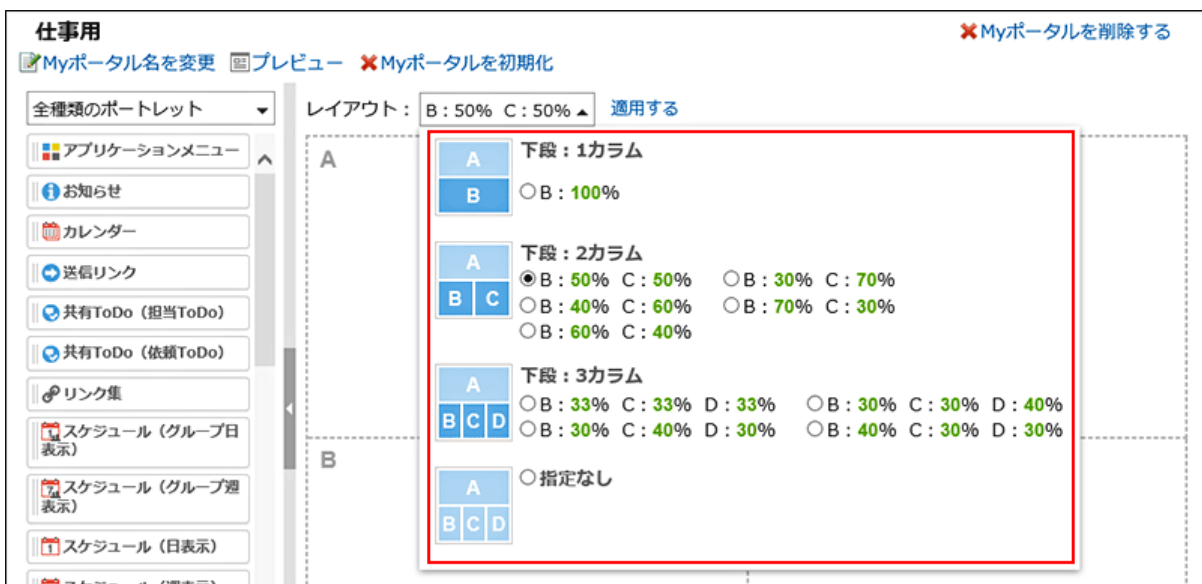 仕事用
Myポータルを削除する
Myポータル名を変更 プレビュー Myポータルを初期化
全種類のポートレット
アプリケーションメニュー
お知らせ
カレンダー
送信リンク
共有ToDo（担当ToDo）
共有ToDo（依頼ToDo）
リンク集
スケジュール（グループ日
表示）
スケジュール（グループ週
表示）
スケジュール（日表示）
レイアウト： B：50% C：50% 適用する
A
B
A
B
下段：1カラム
B：100%
A
B C
下段：2カラム
B：50% C：50% B：30% C：70%
B：40% C：60% B：70% C：30%
B：60% C：40%
A
B C D
下段：3カラム
B：33% C：33% D：33% B：30% C：30% D：40%
B：30% C：40% D：30% B：40% C：30% D：30%
A
B C D
指定なし